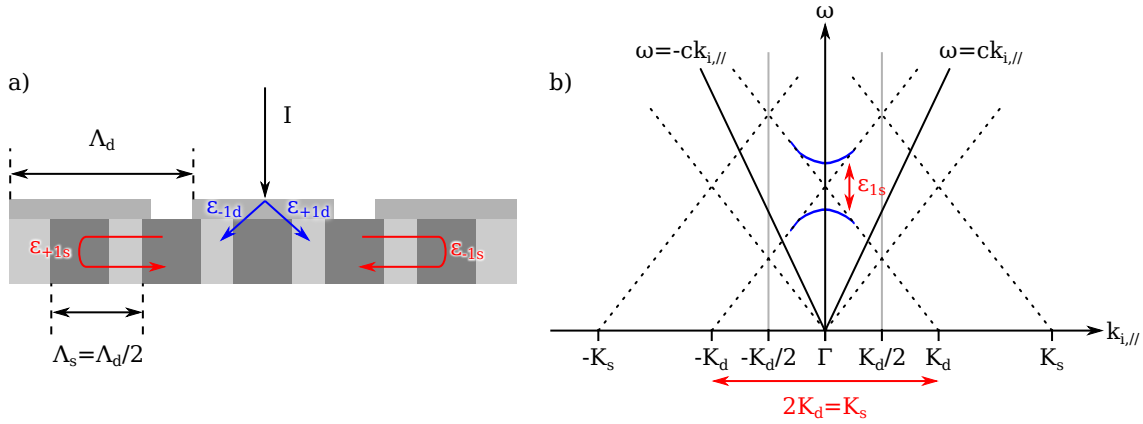 a)
Λd
I
ε-1d
ε+1d
ε+1s
ε-1s
Λs=Λd/2
b)
ω
ω=-cki,//
ω=cki,//
ε1s
ki,//
-Ks
-Kd
-Kd/2
Γ
Kd/2
Kd
Ks
2Kd=Ks